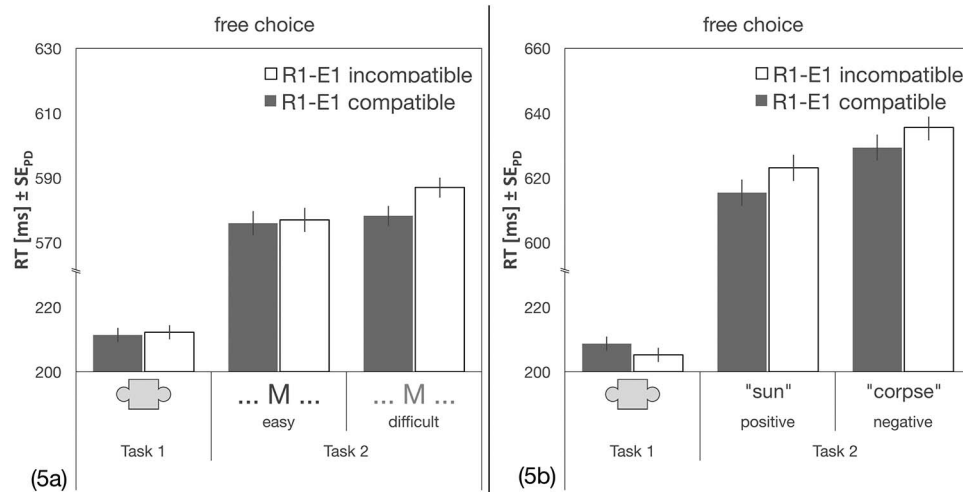 free choice
630
610
590
570
220
200
RT [ms] ± SEPD
R1-E1 incompatible
R1-E1 compatible
... M ...
... M ...
easy
difficult
Task 1
Task 2
(5a)
free choice
660
640
620
600
220
200
RT [ms] ± SEPD
R1-E1 incompatible
R1-E1 compatible
"sun"
"corpse"
positive
negative
Task 1
Task 2
(5b)